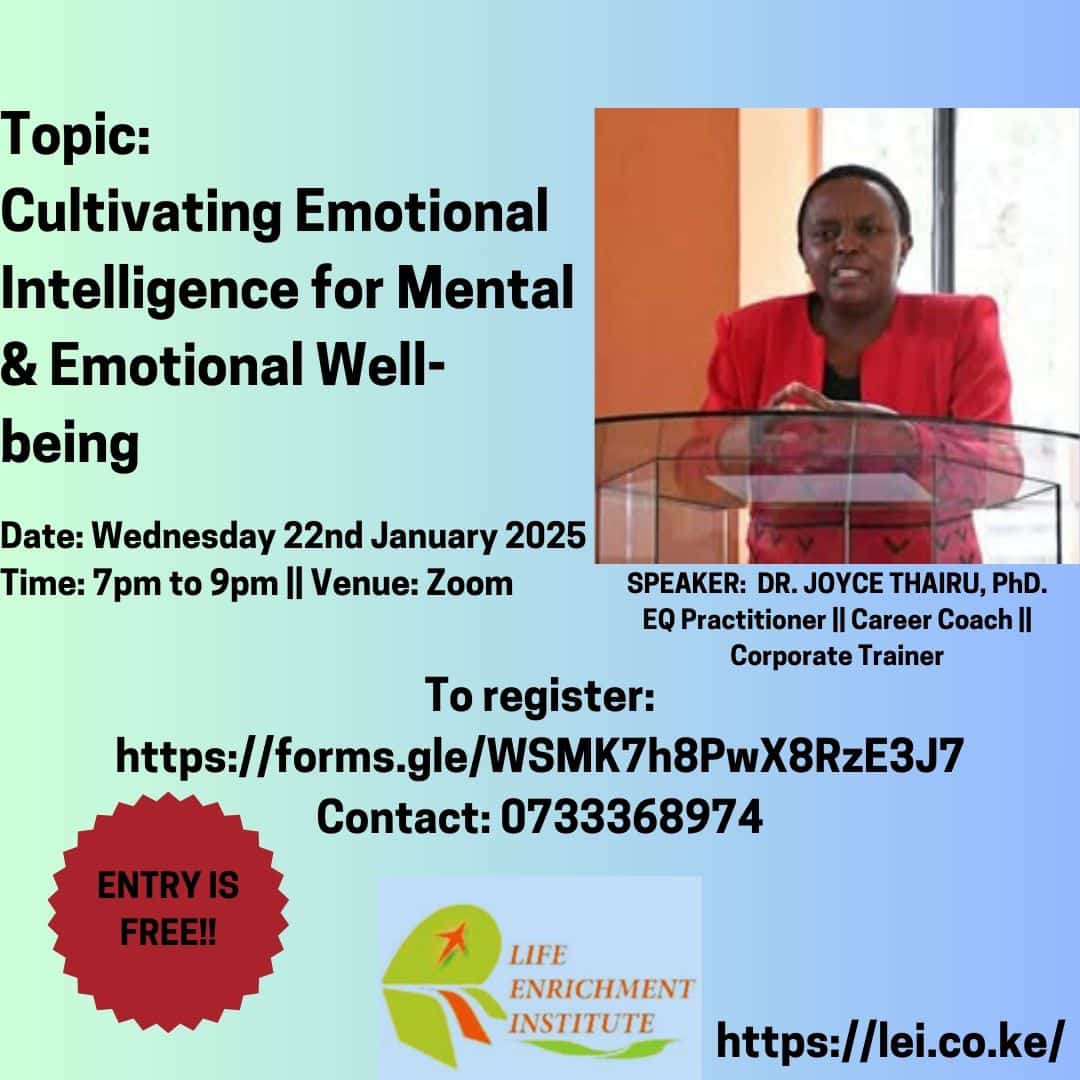 Topic:
Cultivating Emotional
Intelligence for Mental
& Emotional Well-
being
Date: Wednesday 22nd January 2025
Time: 7pm to 9pm || Venue: Zoom
SPEAKER: DR. JOYCE THAIRU, PhD.
EQ Practitioner || Career Coach ||
Corporate Trainer
To register:
https://forms.gle/WSMK7h8PwX8RzE3J7
Contact: 0733368974
ENTRY IS
FREE!!
LIFE
ENRICHMENT
INSTITUTE
https://lei.co.ke/